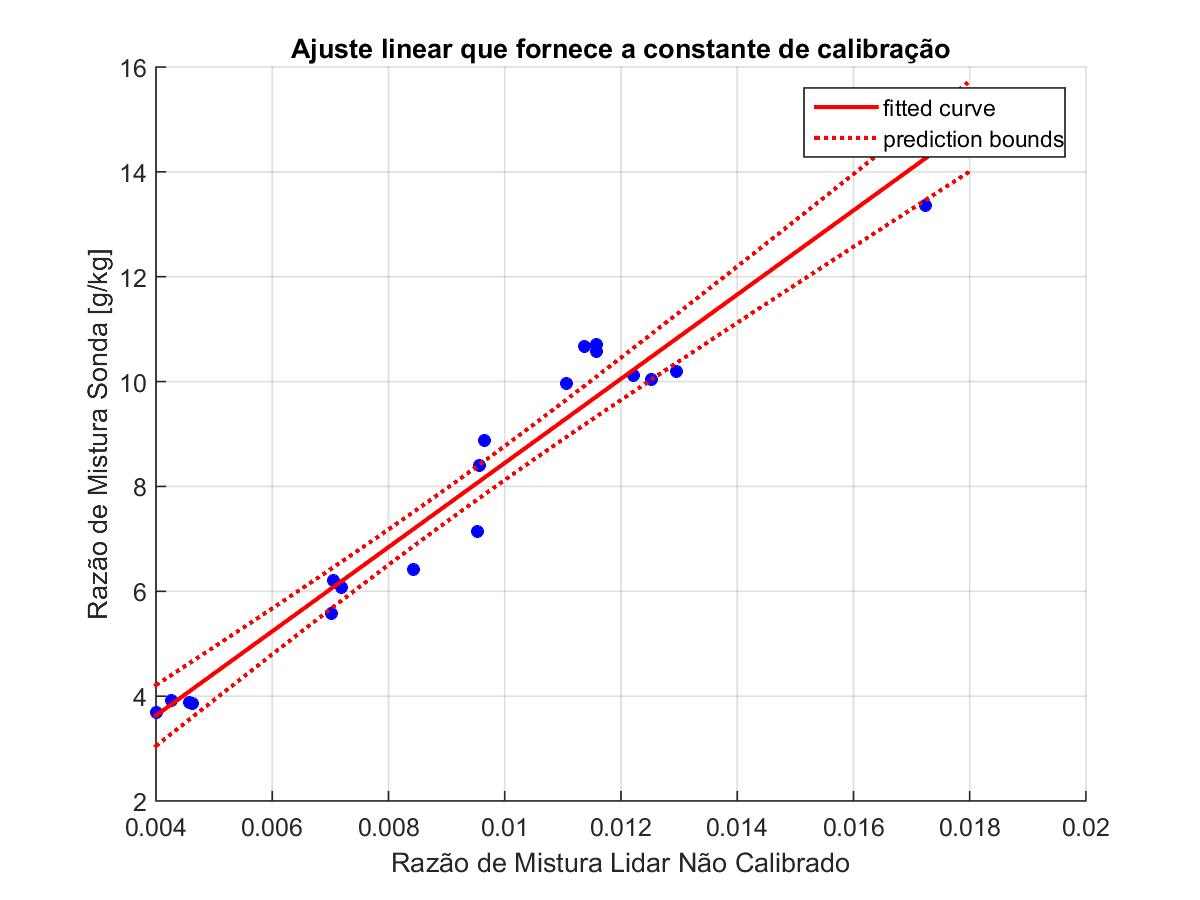 Ajuste linear que fornece a constante de calibração
16
14
12
10
8
6
4
2
Razão de Mistura Sonda [g/kg]
fitted curve
prediction bounds
0.004 0.006 0.008 0.01 0.012 0.014 0.016 0.018 0.02
Razão de Mistura Lidar Não Calibrado